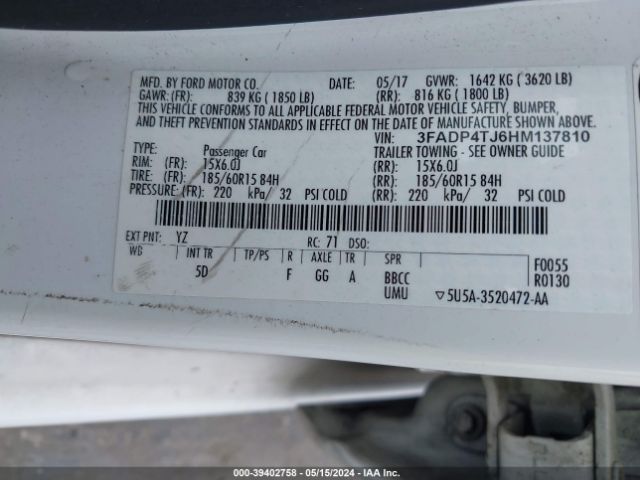 MFD. BY FORD MOTOR CO. DATE: 05/17 GVWR: 1642 KG ( 3620 LB)
GAWR: (FR): 839 KG ( 1850 LB) (RR): 816 KG ( 1800 LB)
THIS VEHICLE CONFORMS TO ALL APPLICABLE FEDERAL MOTOR VEHICLE SAFETY, BUMPER,
AND THEFT PREVENTION STANDARDS IN EFFECT ON THE DATE OF MANUFACTURE SHOWN ABOVE.
VIN: 3FADP4TJ6HM137810
TYPE: Passenger Car TRAILER TOWING - SEE OWNER GUIDE
RIM: (FR): 15X6.0J (RR): 15X6.0J
TIRE: (FR): 185/60R15 84H (RR): 185/60R15 84H
PRESSURE: (FR): 220 kPa/ 32 PSI COLD (RR): 220 kPa/ 32 PSI COLD
EXT PNT: YZ RC: 71 DSO:
WB INT TR TP/PS R AXLE TR SPR F0055
5D F GG A BBCC R0130
UMU ▽5U5A-3520472-AA
000-39402758 - 05/15/2024 - IAA Inc.